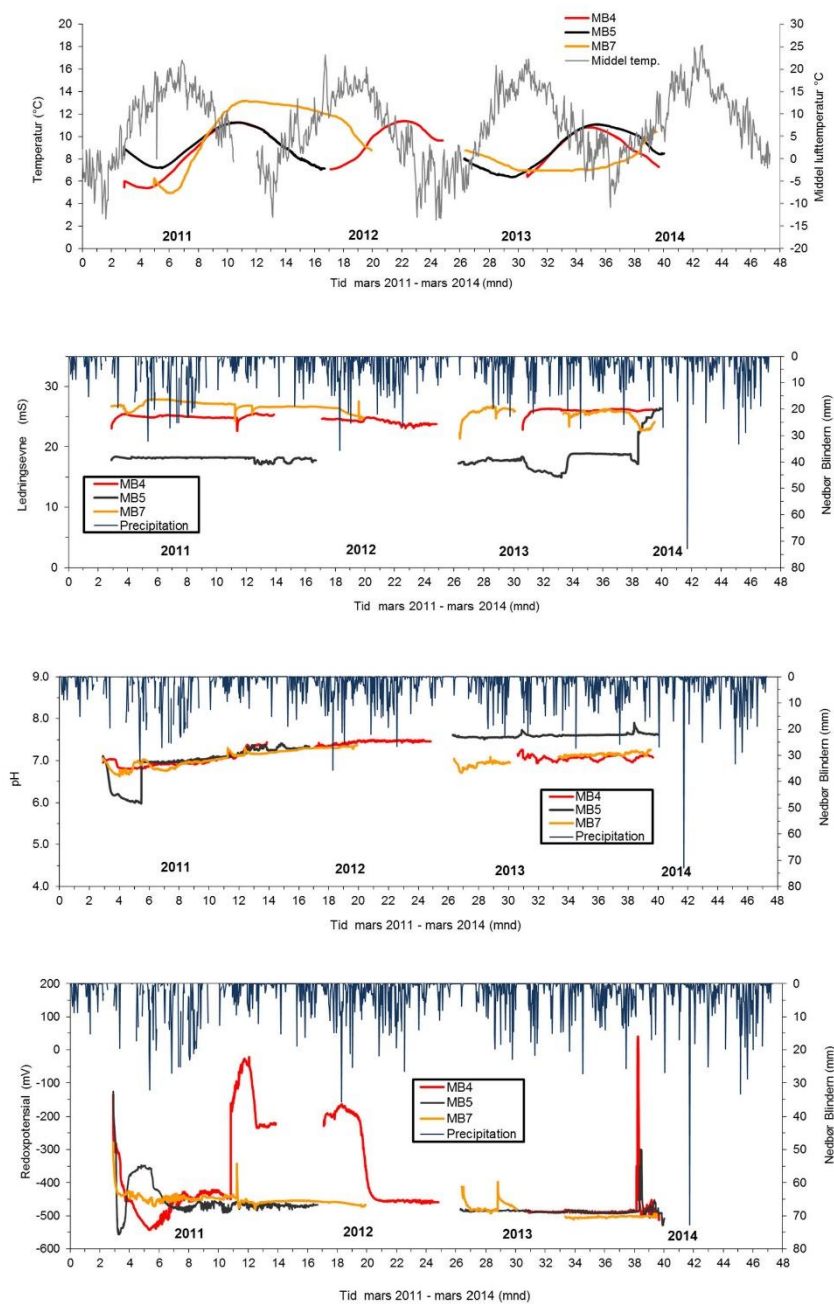 MB4
MB5
MB7
Middel temp.
Temperatur (°C)
20
18
16
14
12
10
8
6
4
2
0
Middel lufttemperatur °C
30
25
20
15
10
5
0
-5
-10
-15
-20
2011
2012
2013
2014
0 2 4 6 8 10 12 14 16 18 20 22 24 26 28 30 32 34 36 38 40 42 44 46 48
Tid mars 2011 - mars 2014 (mnd)
Ledningsevne (mS)
30
20
10
0
Nedbør Blindern (mm)
0
10
20
30
40
50
60
70
80
MB4
MB5
MB7
Precipitation
2011
2012
2013
2014
0 2 4 6 8 10 12 14 16 18 20 22 24 26 28 30 32 34 36 38 40 42 44 46 48
Tid mars 2011 - mars 2014 (mnd)
pH
9.0
8.0
7.0
6.0
5.0
4.0
Nedbør Blindern (mm)
0
10
20
30
40
50
60
70
80
MB4
MB5
MB7
Precipitation
2011
2012
2013
2014
0 2 4 6 8 10 12 14 16 18 20 22 24 26 28 30 32 34 36 38 40 42 44 46 48
Tid mars 2011 - mars 2014 (mnd)
Redoxpotensial (mV)
200
100
0
-100
-200
-300
-400
-500
-600
Nedbør Blindern (mm)
0
10
20
30
40
50
60
70
80
MB4
MB5
MB7
Precipitation
2011
2012
2013
2014
0 2 4 6 8 10 12 14 16 18 20 22 24 26 28 30 32 34 36 38 40 42 44 46 48
Tid mars 2011 - mars 2014 (mnd)